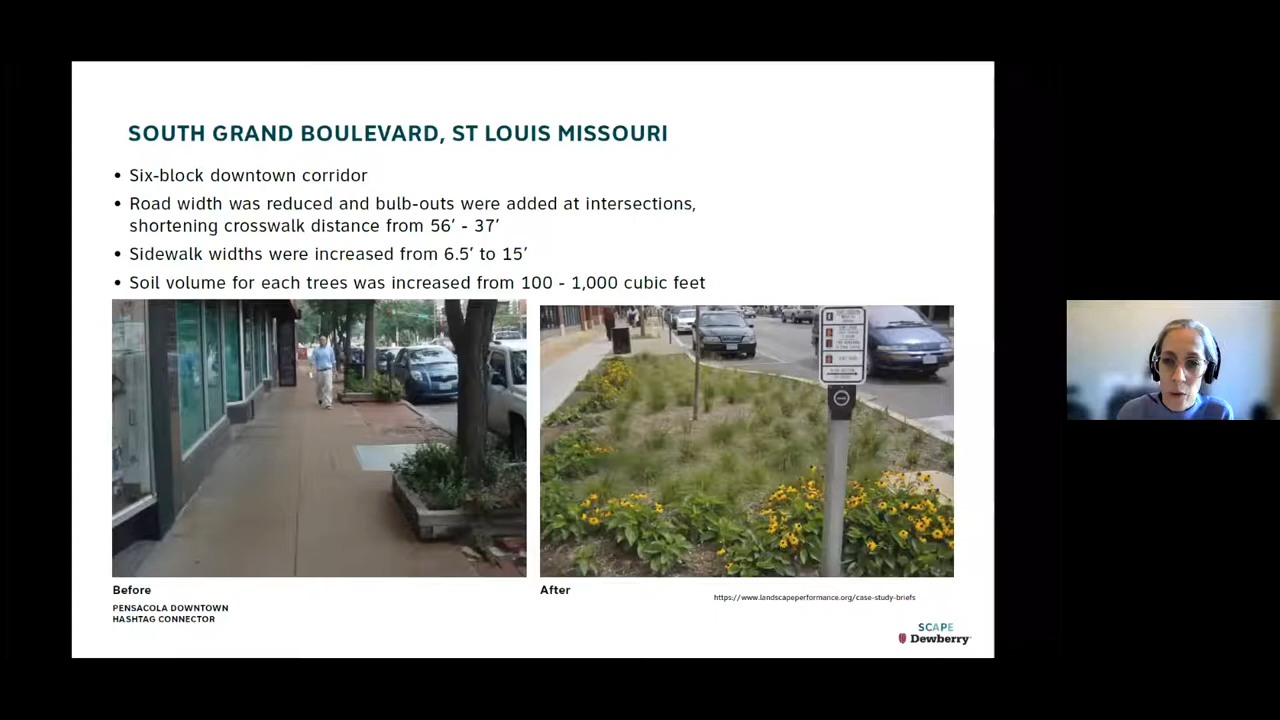 SOUTH GRAND BOULEVARD, ST LOUIS MISSOURI
• Six-block downtown corridor
• Road width was reduced and bulb-outs were added at intersections,
shortening crosswalk distance from 56’ - 37’
• Sidewalk widths were increased from 6.5’ to 15’
• Soil volume for each trees was increased from 100 - 1,000 cubic feet
Before
After
https://www.landscapeperformance.org/case-study-briefs
PENSACOLA DOWNTOWN
HASHTAG CONNECTOR
SCAPE
Dewberry